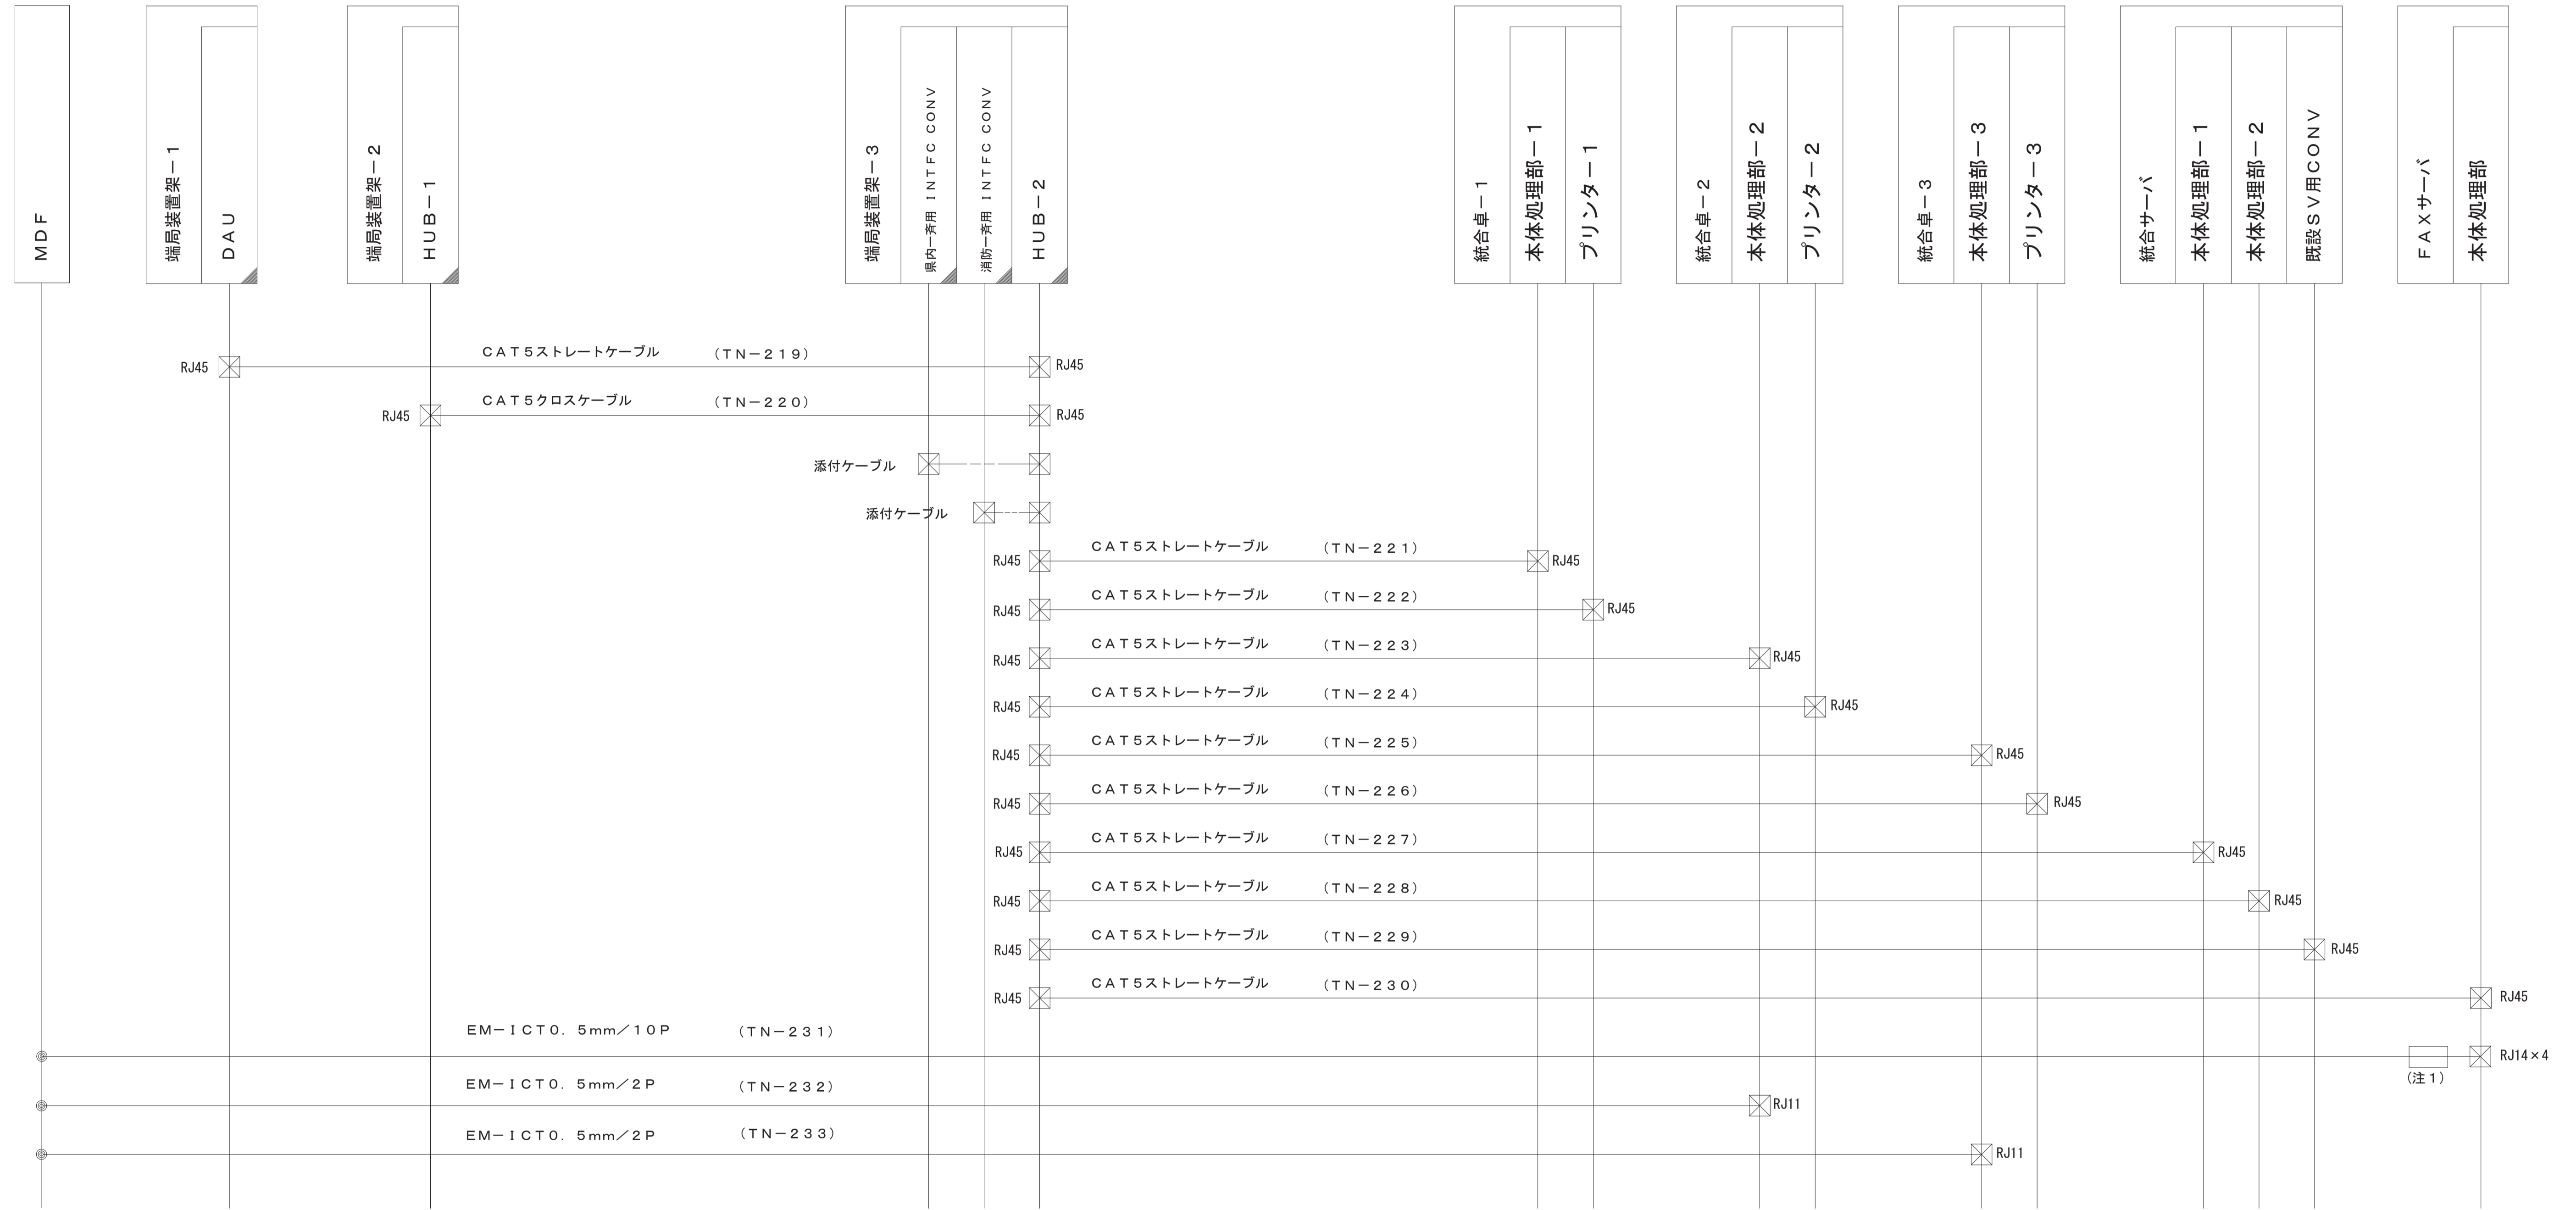 ＭＤＦ
端局装置架－１
ＤＡＵ
端局装置架－２
ＨＵＢ－１
端局装置架－３
県内一斉用 ＩＮＴＦＣ ＣＯＮＶ
消防一斉用 ＩＮＴＦＣ ＣＯＮＶ
ＨＵＢ－２
統合卓－１
本体処理部－１
プリンタ－１
統合卓－２
本体処理部－２
プリンタ－２
統合卓－３
本体処理部－３
プリンタ－３
統合サーバ
本体処理部－１
本体処理部－２
既設ＳＶ用ＣＯＮＶ
ＦＡＸサーバ
本体処理部
RJ45 ＣＡＴ５ストレートケーブル （ＴＮ－２１９） RJ45
RJ45 ＣＡＴ５クロスケーブル （ＴＮ－２２０） RJ45
添付ケーブル
添付ケーブル
RJ45 ＣＡＴ５ストレートケーブル （ＴＮ－２２１） RJ45
RJ45 ＣＡＴ５ストレートケーブル （ＴＮ－２２２） RJ45
RJ45 ＣＡＴ５ストレートケーブル （ＴＮ－２２３） RJ45
RJ45 ＣＡＴ５ストレートケーブル （ＴＮ－２２４） RJ45
RJ45 ＣＡＴ５ストレートケーブル （ＴＮ－２２５） RJ45
RJ45 ＣＡＴ５ストレートケーブル （ＴＮ－２２６） RJ45
RJ45 ＣＡＴ５ストレートケーブル （ＴＮ－２２７） RJ45
RJ45 ＣＡＴ５ストレートケーブル （ＴＮ－２２８） RJ45
RJ45 ＣＡＴ５ストレートケーブル （ＴＮ－２２９） RJ45
RJ45 ＣＡＴ５ストレートケーブル （ＴＮ－２３０） RJ45
ＥＭ－ＩＣＴ０．５ｍｍ／１０Ｐ （ＴＮ－２３１） RJ14×4
（注１）
ＥＭ－ＩＣＴ０．５ｍｍ／２Ｐ （ＴＮ－２３２） RJ11
ＥＭ－ＩＣＴ０．５ｍｍ／２Ｐ （ＴＮ－２３３） RJ11